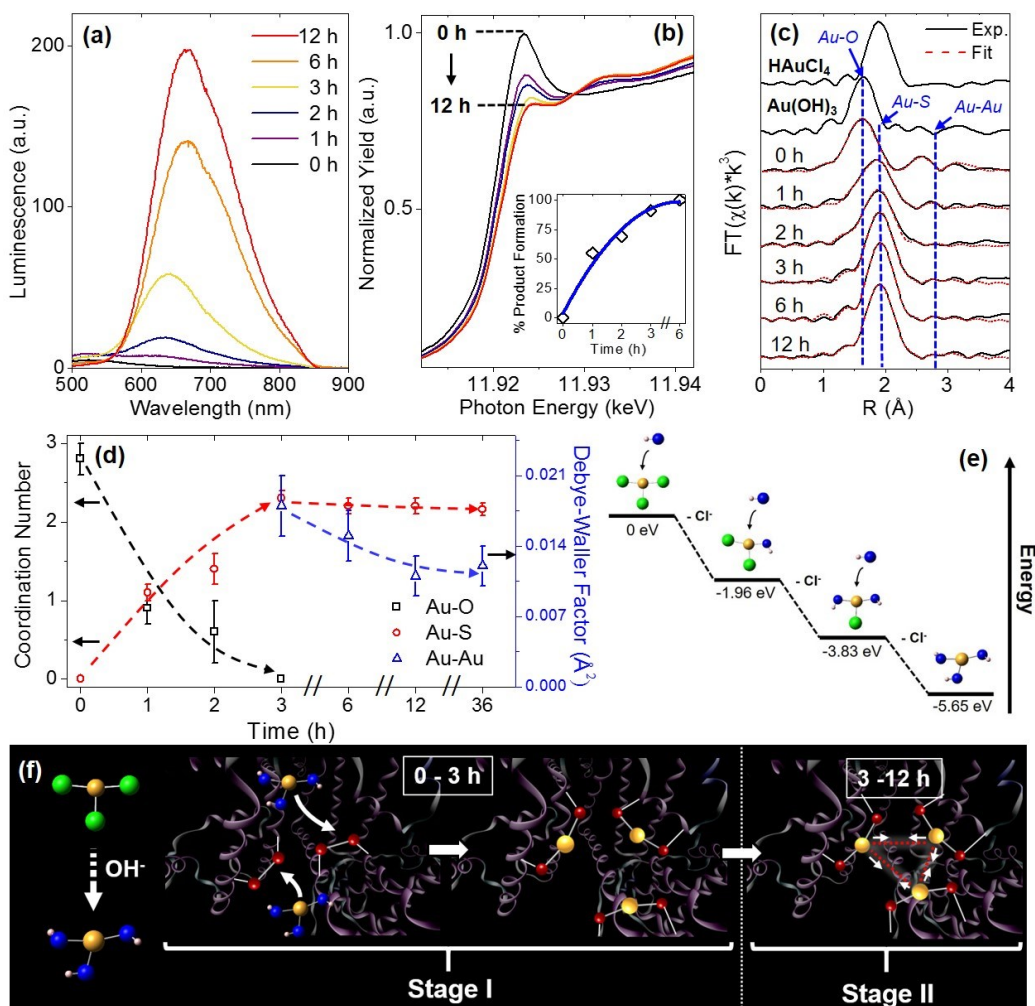 (a)
200
100
0
12 h
6 h
3 h
2 h
1 h
0 h
Luminescence (a.u.)
500 600 700 800 900
Wavelength (nm)
(b)
1.0
0.5
0 h
12 h
Normalized Yield (a.u.)
100
75
50
25
0
% Product Formation
0 1 2 3 // 6
Time (h)
11.92 11.93 11.94
Photon Energy (keV)
(c)
Au-O
Exp.
Fit
HAuCl4
Au-S
Au(OH)3
Au-Au
0 h
1 h
2 h
3 h
6 h
12 h
FT(χ(k)*k³)
0 1 2 3 4
R (Å)
(d)
3
2
1
0
Coordination Number
0.021
0.014
0.007
0.000
Debye-Waller Factor (Å²)
Au-O
Au-S
Au-Au
0 1 2 3 // 6 // 12 // 36
Time (h)
(e)
0 eV
- Cl-
-1.96 eV
- Cl-
-3.83 eV
- Cl-
-5.65 eV
Energy
(f)
OH-
0 - 3 h
3 -12 h
Stage I
Stage II